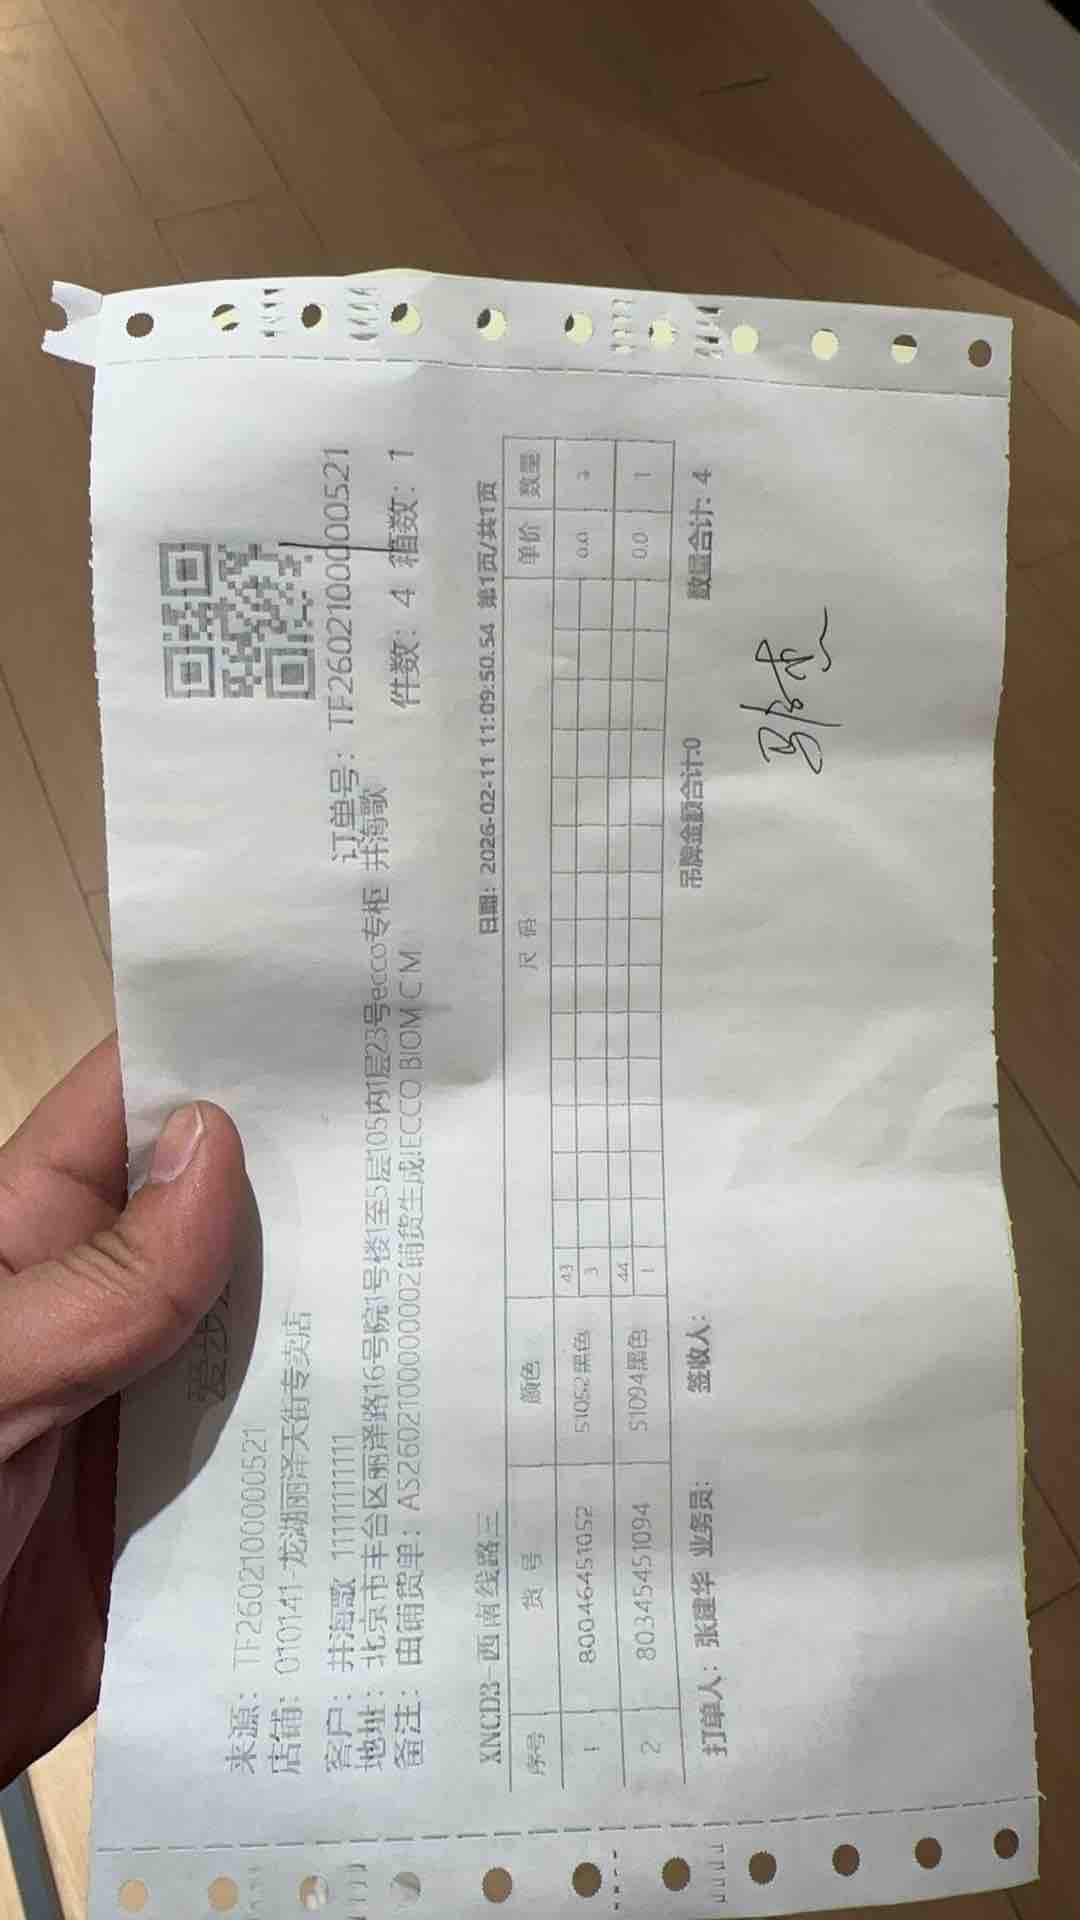 爱步
来源：TF260210000521
店铺：010141-龙湖丽泽天街专卖店
订单号：TF260210000521
客户：井海歌 11111111111
地址：北京市丰台区丽泽路16号院1号楼1至5层105内1层23号ecco专柜 井海歌
件数：4 箱数：1
备注：由铺货单：AS260210000002铺货生成!ECCO BIOM C M
XNCD3-西南线路三 日期：2026-02-11 11:09:50.54 第1页/共1页
序号 货 号 颜色 尺 码 单价 数量
1 80046451052 51052黑色 43 0.0 3
3
2 80345451094 51094黑色 44 0.0 1
1
打单人：张建华 业务员： 签收人： 吊牌金额合计:0 数量合计：4